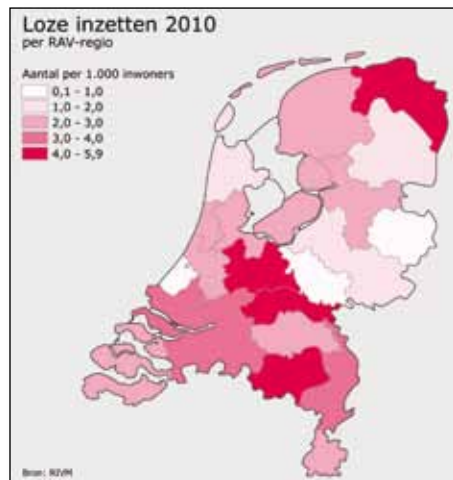 Loze inzetten 2010
per RAV-regio
Aantal per 1.000 inwoners
0,1 - 1,0
1,0 - 2,0
2,0 - 3,0
3,0 - 4,0
4,0 - 5,9
Bron: RIVM